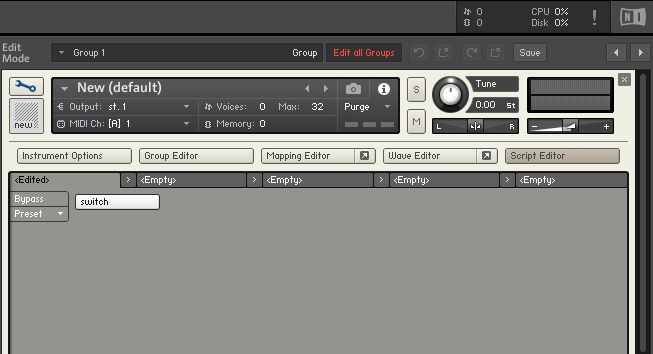 0 CPU 0%
0 Disk 0% ! NI
Edit Mode Group 1 Group Edit all Groups Save
New (default)
S Tune
Output: st.1 Voices: 0 Max: 32 Purge 0.00 St
MIDI Ch: [A] 1 Memory: 0 M L R - +
new
Instrument Options Group Editor Mapping Editor Wave Editor Script Editor
<Edited> > <Empty> > <Empty> > <Empty> > <Empty>
Bypass switch
Preset